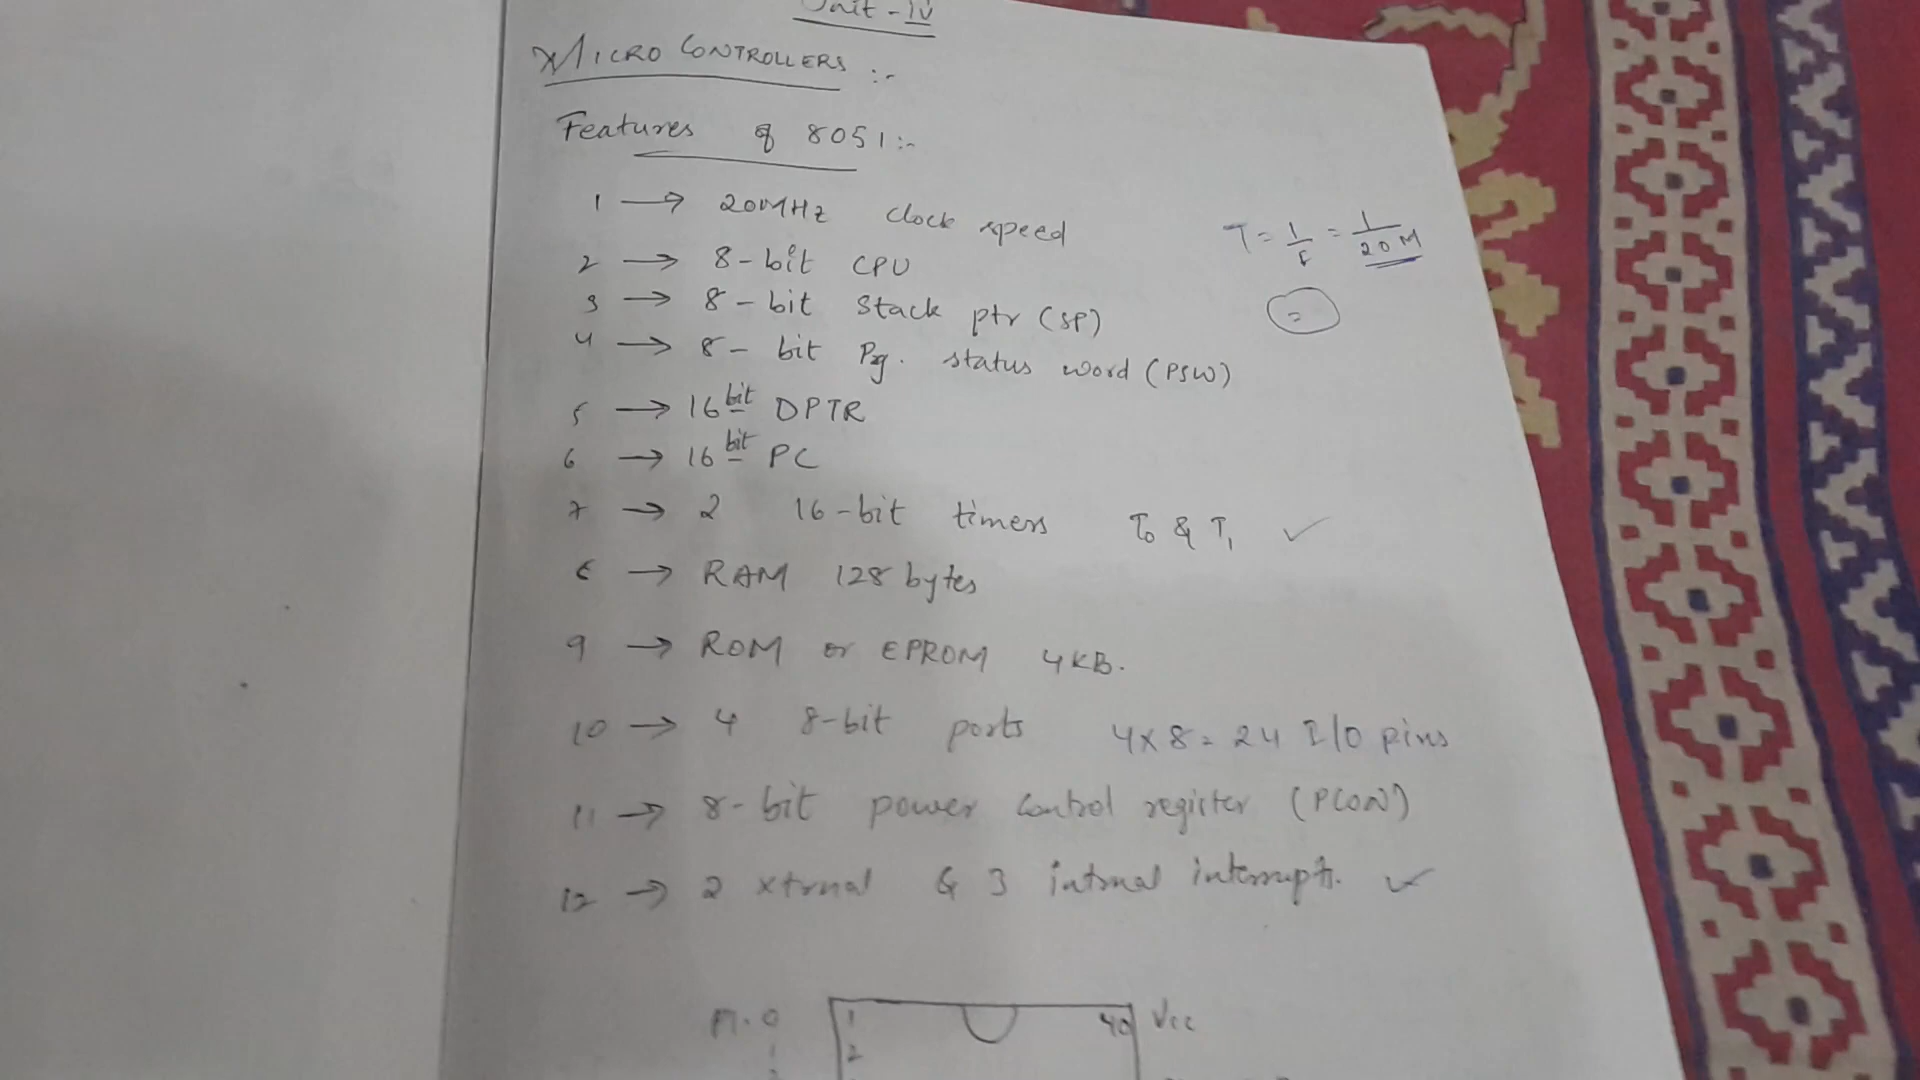 Unit - IV
MICRO CONTROLLERS :-
Features of 8051 :-
1 → 20MHz clock speed
T = 1/f = 1/20M
=
2 → 8-bit CPU
3 → 8-bit Stack ptr (SP)
4 → 8-bit Prg. status word (PSW)
5 → 16 bit DPTR
6 → 16 bit PC
7 → 2 16-bit timers T0 & T1 ✓
8 → RAM 128 bytes
9 → ROM or EPROM 4KB.
10 → 4 8-bit ports 4x8=24 I/O pins
11 → 8-bit power control register (PCON)
12 → 2 xtrnal & 3 intrnal interrupts. ✓
P1.0 1 40 Vcc
1 2